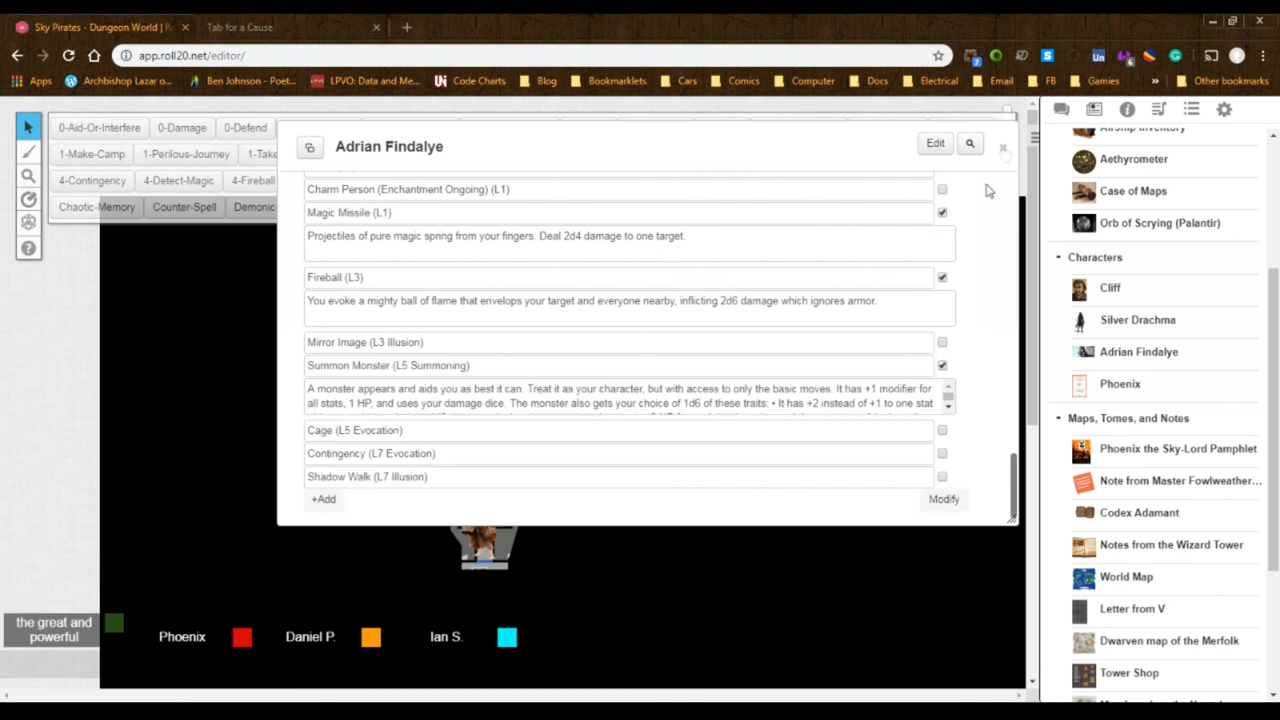 Sky Pirates - Dungeon World | R
Tab for a Cause
app.roll20.net/editor/
Apps
Archbishop Lazar o...
Ben Johnson - Poet...
LPVO: Data and Me...
Code Charts
Blog
Bookmarklets
Cars
Comics
Computer
Docs
Electrical
Email
FB
Gamies
»
Other bookmarks
0-Aid-Or-Interfere
0-Damage
0-Defend
1-Make-Camp
1-Perilous-Journey
1-Take
4-Contingency
4-Detect-Magic
4-Fireball
Chaotic-Memory
Counter-Spell
Demonic
Adrian Findalye
Edit
Charm Person (Enchantment Ongoing) (L1)
Magic Missile (L1)
Projectiles of pure magic spring from your fingers. Deal 2d4 damage to one target.
Fireball (L3)
You evoke a mighty ball of flame that envelops your target and everyone nearby, inflicting 2d6 damage which ignores armor.
Mirror Image (L3 Illusion)
Summon Monster (L5 Summoning)
A monster appears and aids you as best it can. Treat it as your character, but with access to only the basic moves. It has +1 modifier for
all stats, 1 HP, and uses your damage dice. The monster also gets your choice of 1d6 of these traits: • It has +2 instead of +1 to one stat
Cage (L5 Evocation)
Contingency (L7 Evocation)
Shadow Walk (L7 Illusion)
+Add
Modify
the great and
powerful
Phoenix
Daniel P.
Ian S.
Airship Inventory
Aethyrometer
Case of Maps
Orb of Scrying (Palantir)
Characters
Cliff
Silver Drachma
Adrian Findalye
Phoenix
Maps, Tomes, and Notes
Phoenix the Sky-Lord Pamphlet
Note from Master Fowlweather...
Codex Adamant
Notes from the Wizard Tower
World Map
Letter from V
Dwarven map of the Merfolk
Tower Shop